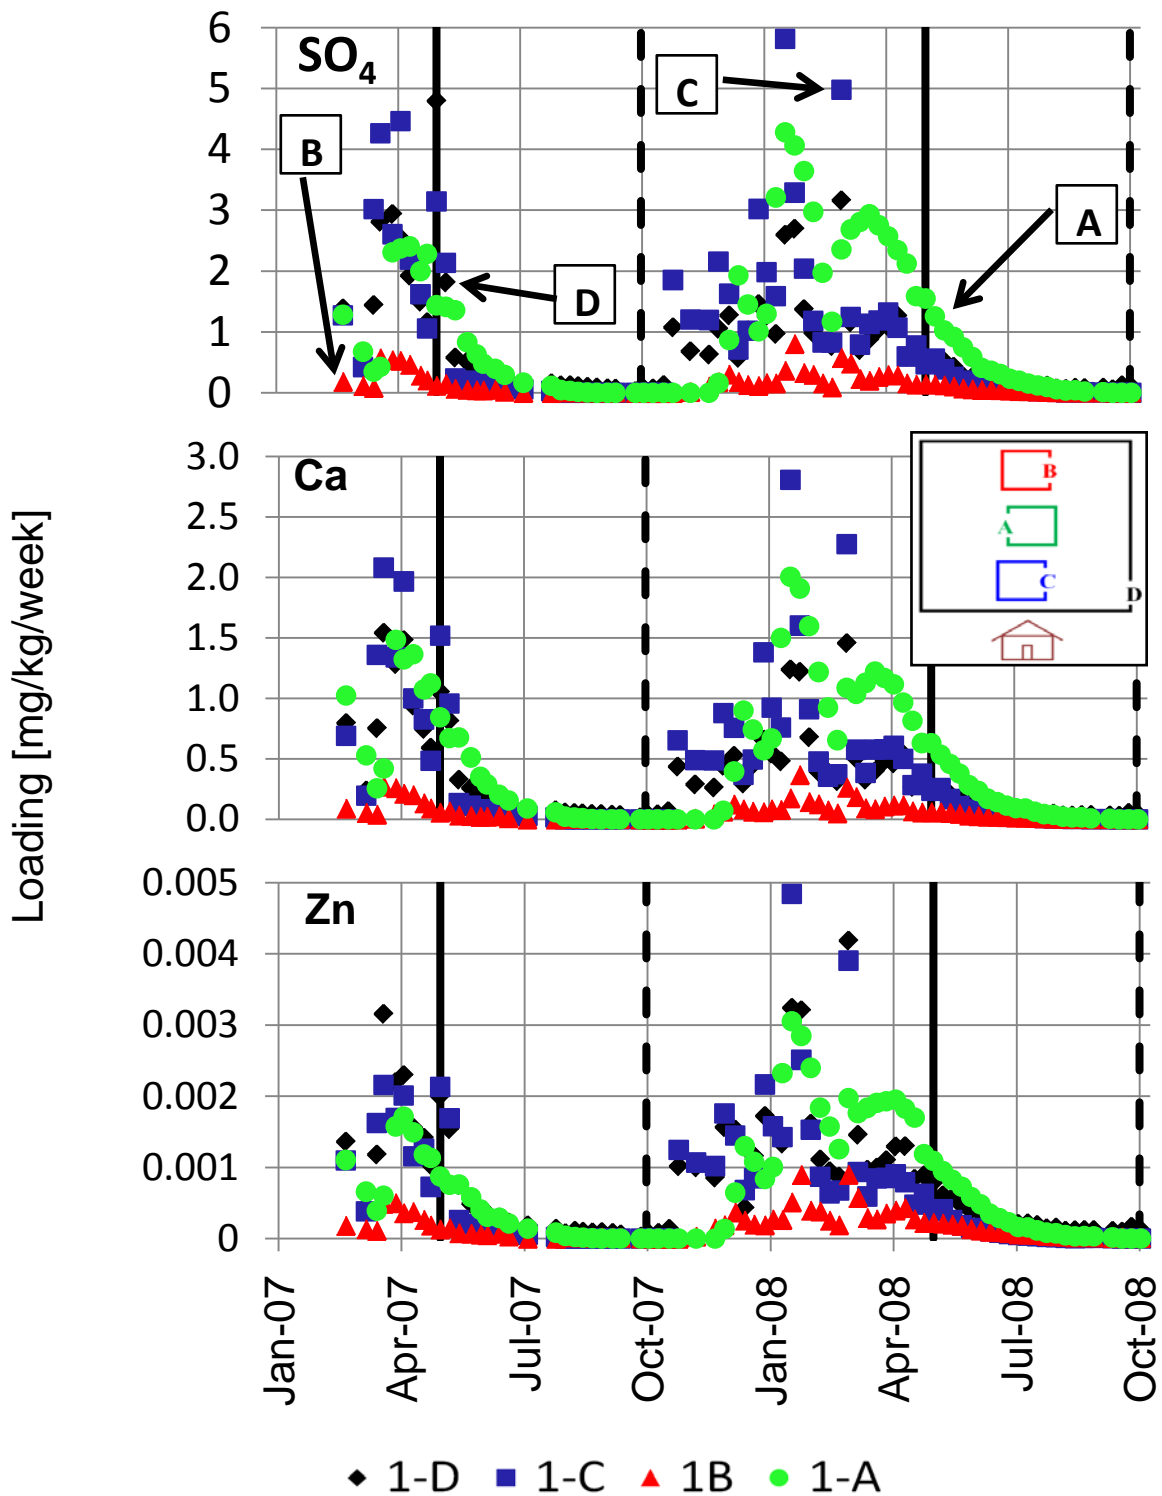 SO4
6
5
4
3
2
1
0
B
C
D
A
Ca
3.0
2.5
2.0
1.5
1.0
0.5
0.0
B
A
C
D
Loading [mg/kg/week]
Zn
0.005
0.004
0.003
0.002
0.001
0
Jan-07
Apr-07
Jul-07
Oct-07
Jan-08
Apr-08
Jul-08
Oct-08
1-D 1-C 1B 1-A